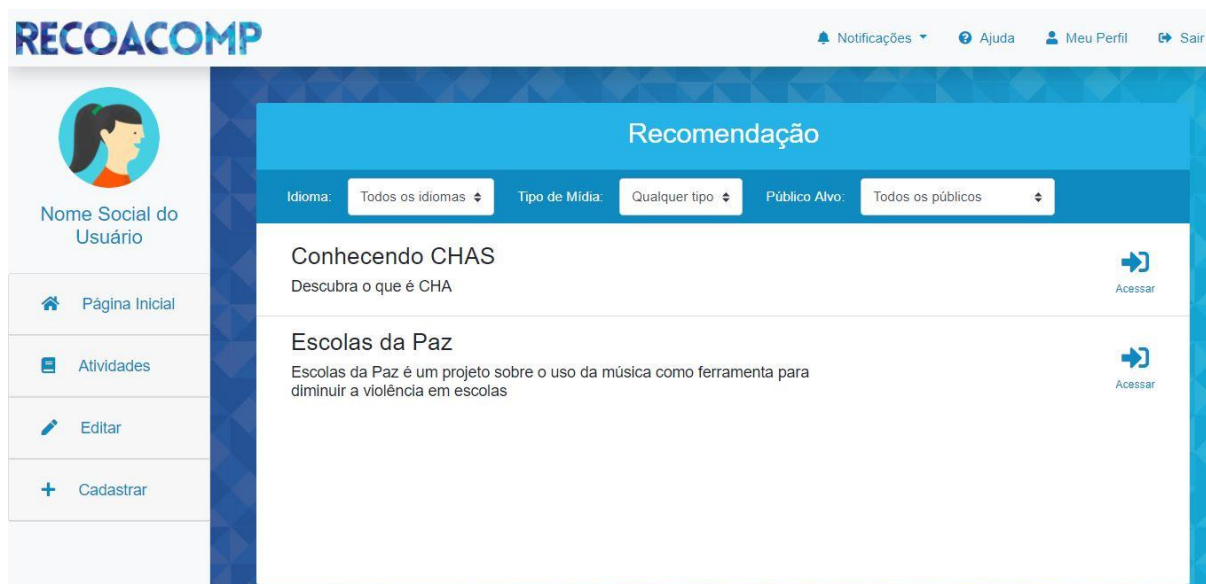 RECOACOMP
Notificações
Ajuda
Meu Perfil
Sair
Nome Social do
Usuário
Página Inicial
Atividades
Editar
Cadastrar
Recomendação
Idioma: Todos os idiomas Tipo de Mídia: Qualquer tipo Público Alvo: Todos os públicos
Conhecendo CHAS
Descubra o que é CHA
Acessar
Escolas da Paz
Escolas da Paz é um projeto sobre o uso da música como ferramenta para
diminuir a violência em escolas
Acessar